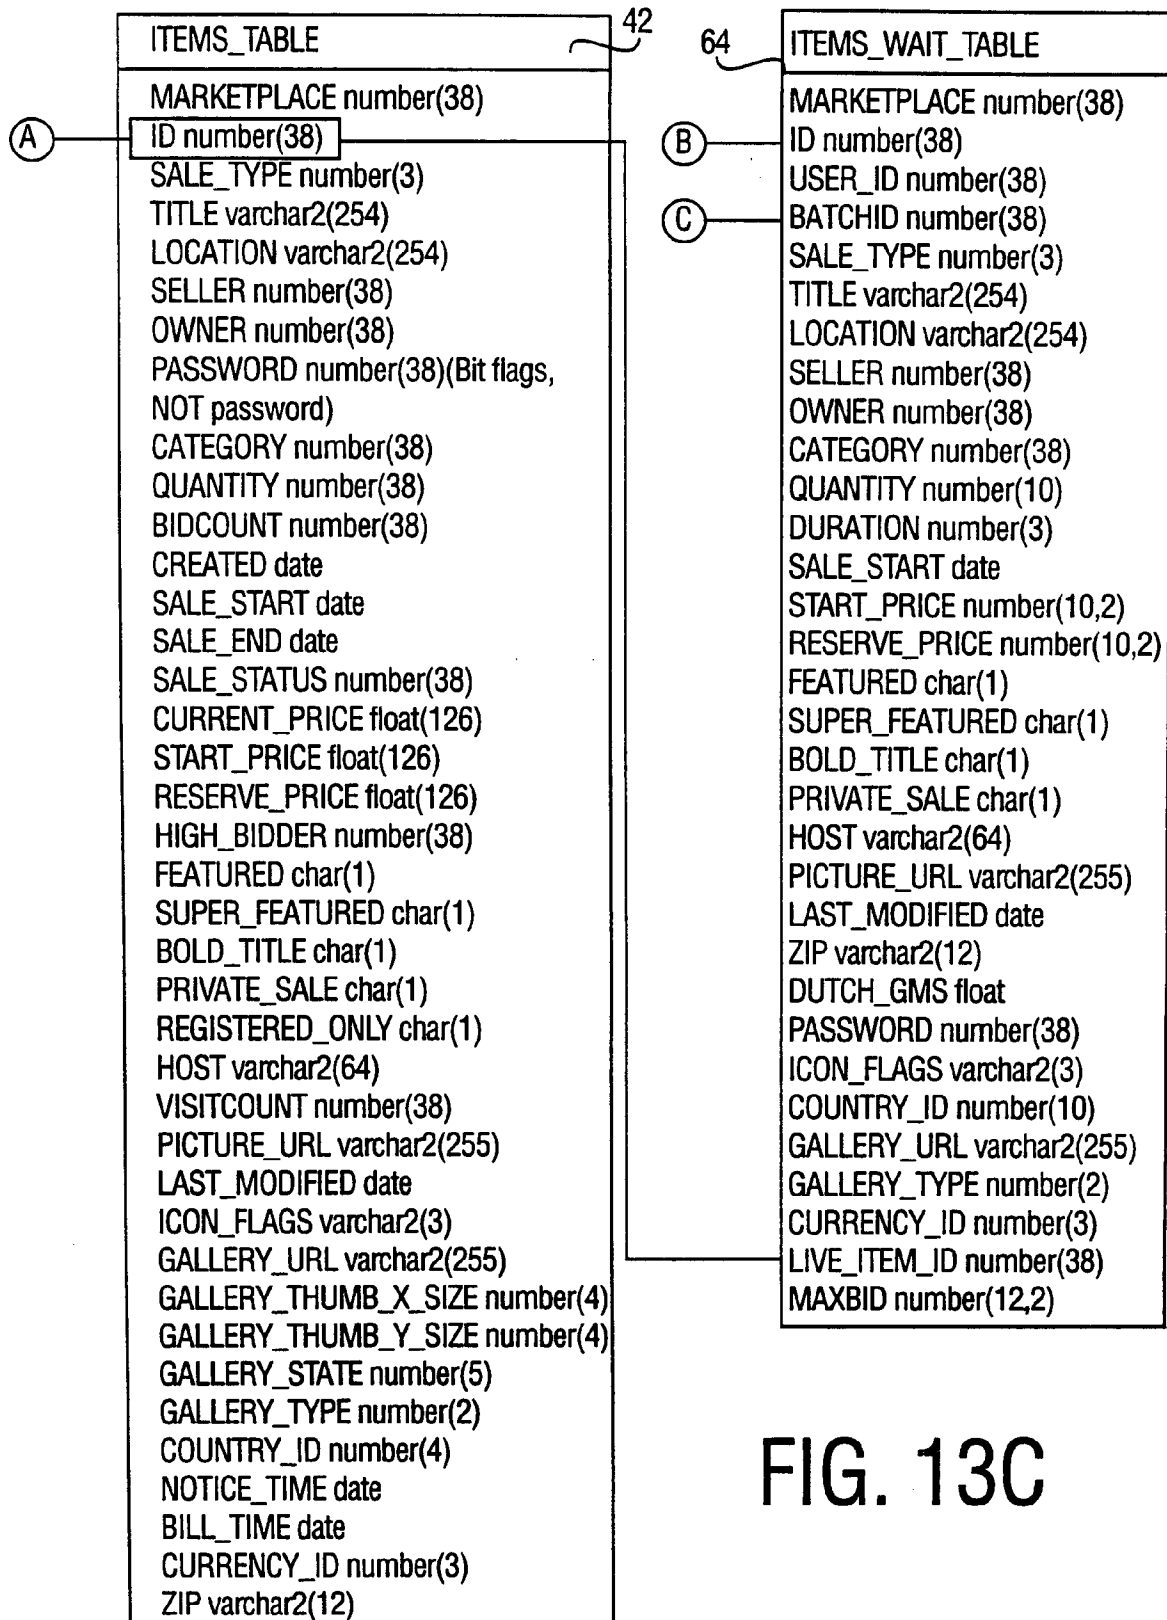 ITEMS_TABLE
42
MARKETPLACE number(38)
A
ID number(38)
SALE_TYPE number(3)
TITLE varchar2(254)
LOCATION varchar2(254)
SELLER number(38)
OWNER number(38)
PASSWORD number(38)(Bit flags,
NOT password)
CATEGORY number(38)
QUANTITY number(38)
BIDCOUNT number(38)
CREATED date
SALE_START date
SALE_END date
SALE_STATUS number(38)
CURRENT_PRICE float(126)
START_PRICE float(126)
RESERVE_PRICE float(126)
HIGH_BIDDER number(38)
FEATURED char(1)
SUPER_FEATURED char(1)
BOLD_TITLE char(1)
PRIVATE_SALE char(1)
REGISTERED_ONLY char(1)
HOST varchar2(64)
VISITCOUNT number(38)
PICTURE_URL varchar2(255)
LAST_MODIFIED date
ICON_FLAGS varchar2(3)
GALLERY_URL varchar2(255)
GALLERY_THUMB_X_SIZE number(4)
GALLERY_THUMB_Y_SIZE number(4)
GALLERY_STATE number(5)
GALLERY_TYPE number(2)
COUNTRY_ID number(4)
NOTICE_TIME date
BILL_TIME date
CURRENCY_ID number(3)
ZIP varchar2(12)
64
ITEMS_WAIT_TABLE
MARKETPLACE number(38)
B
ID number(38)
USER_ID number(38)
C
BATCHID number(38)
SALE_TYPE number(3)
TITLE varchar2(254)
LOCATION varchar2(254)
SELLER number(38)
OWNER number(38)
CATEGORY number(38)
QUANTITY number(10)
DURATION number(3)
SALE_START date
START_PRICE number(10,2)
RESERVE_PRICE number(10,2)
FEATURED char(1)
SUPER_FEATURED char(1)
BOLD_TITLE char(1)
PRIVATE_SALE char(1)
HOST varchar2(64)
PICTURE_URL varchar2(255)
LAST_MODIFIED date
ZIP varchar2(12)
DUTCH_GMS float
PASSWORD number(38)
ICON_FLAGS varchar2(3)
COUNTRY_ID number(10)
GALLERY_URL varchar2(255)
GALLERY_TYPE number(2)
CURRENCY_ID number(3)
LIVE_ITEM_ID number(38)
MAXBID number(12,2)
FIG. 13C